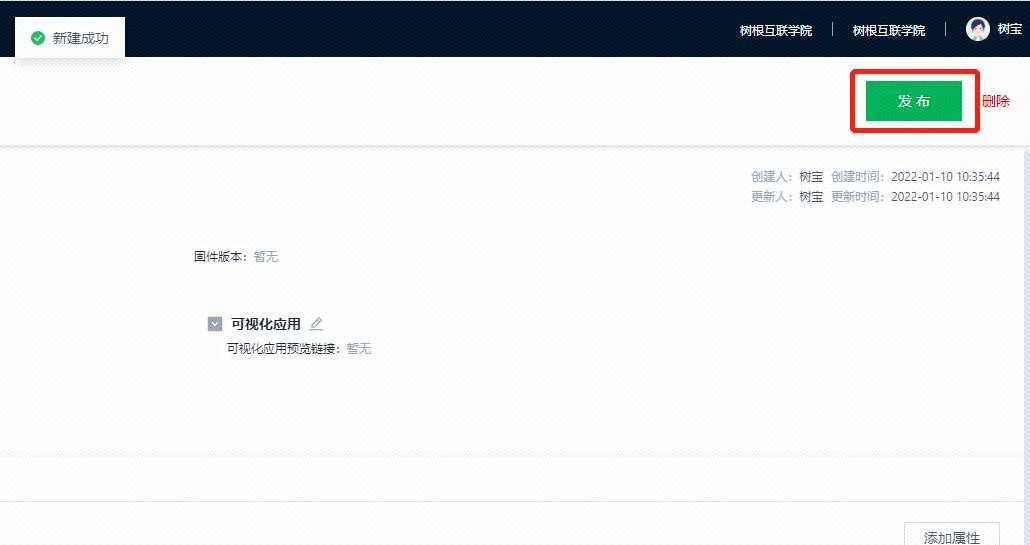 新建成功
树根互联学院 树根互联学院 树宝
发布 删除
创建人：树宝 创建时间：2022-01-10 10:35:44
更新人：树宝 更新时间：2022-01-10 10:35:44
固件版本：暂无
可视化应用
可视化应用预览链接：暂无
添加属性